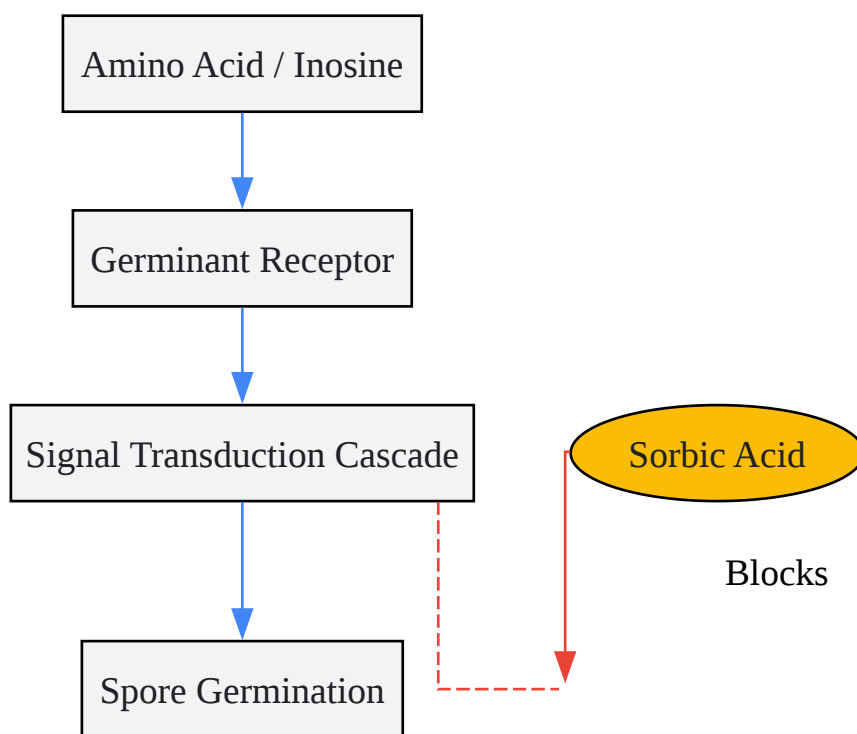 Amino Acid / Inosine
Germinant Receptor
Signal Transduction Cascade
Sorbic Acid
Blocks
Spore Germination